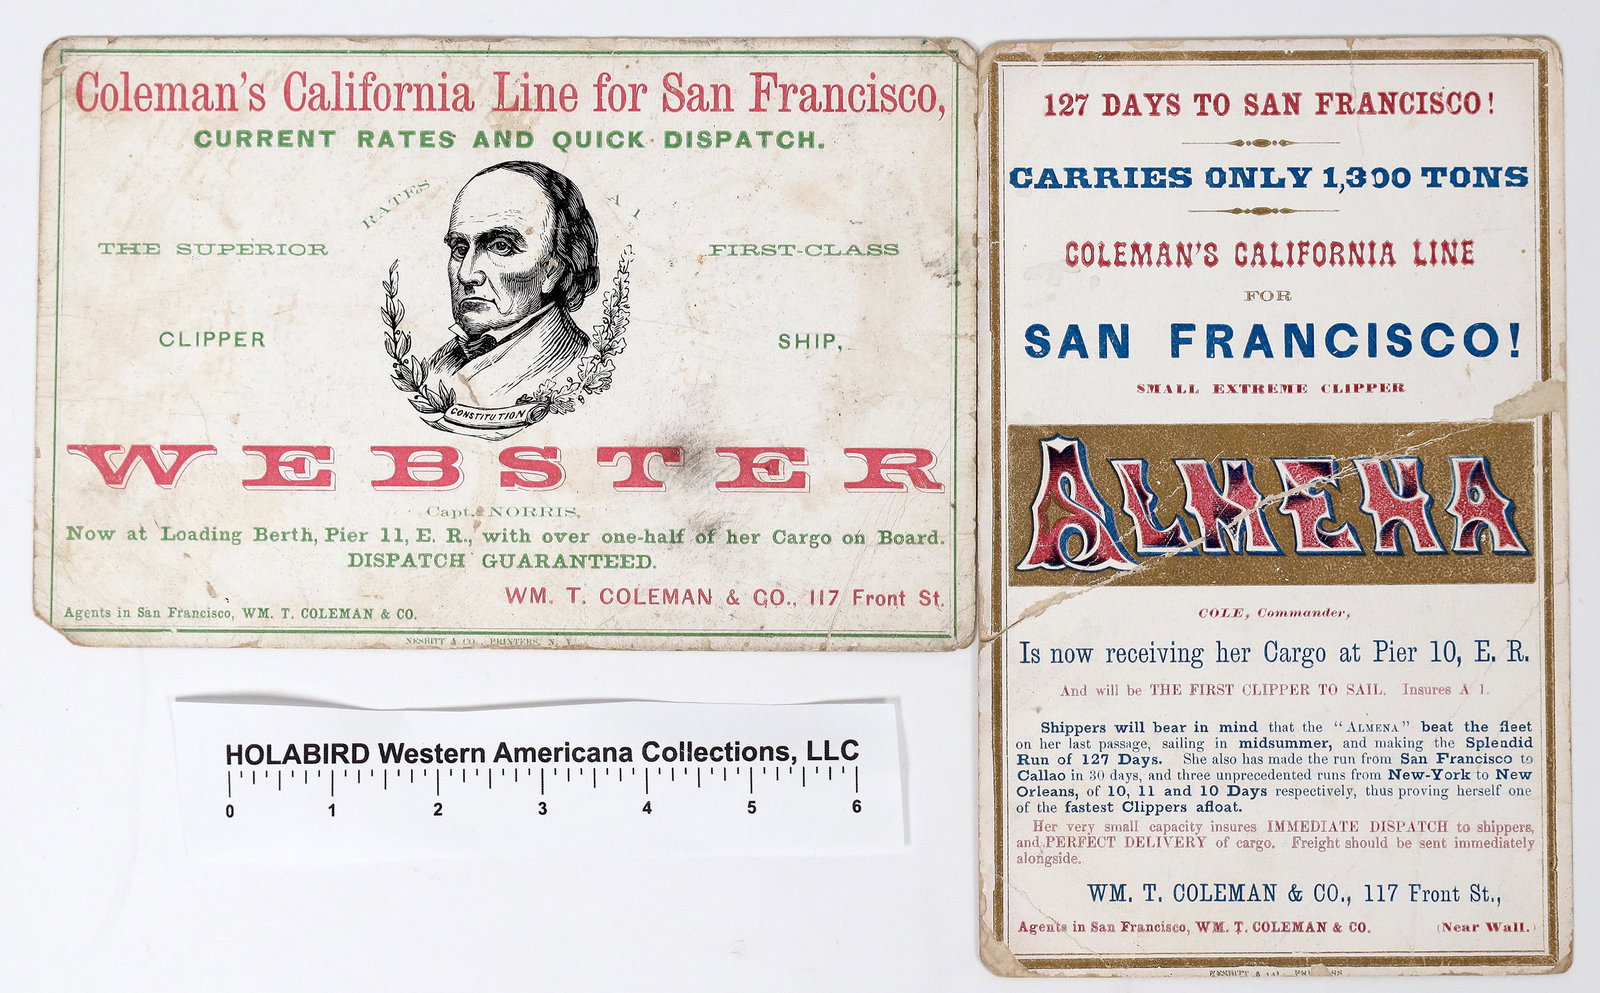 Coleman's California Line for San Francisco,
CURRENT RATES AND QUICK DISPATCH.
RATES A 1
THE SUPERIOR FIRST-CLASS
CLIPPER SHIP,
CONSTITUTION
WEBSTER
Capt. NORRIS,
Now at Loading Berth, Pier 11, E. R., with over one-half of her Cargo on Board.
DISPATCH GUARANTEED.
WM. T. COLEMAN & CO., 117 Front St.
Agents in San Francisco, WM. T. COLEMAN & CO.
NESBITT & CO., PRINTERS, N. Y.
127 DAYS TO SAN FRANCISCO!
CARRIES ONLY 1,300 TONS
COLEMAN'S CALIFORNIA LINE
FOR
SAN FRANCISCO!
SMALL EXTREME CLIPPER
ALMENA
COLE, Commander,
Is now receiving her Cargo at Pier 10, E. R.
And will be THE FIRST CLIPPER TO SAIL. Insures A 1.
Shippers will bear in mind that the "ALMENA" beat the fleet
on her last passage, sailing in midsummer, and making the Splendid
Run of 127 Days. She also has made the run from San Francisco to
Callao in 30 days, and three unprecedented runs from New-York to New
Orleans, of 10, 11 and 10 Days respectively, thus proving herself one
of the fastest Clippers afloat.
Her very small capacity insures IMMEDIATE DISPATCH to shippers,
and PERFECT DELIVERY of cargo. Freight should be sent immediately
alongside.
WM. T. COLEMAN & CO., 117 Front St.,
Agents in San Francisco, WM. T. COLEMAN & CO. (Near Wall.)
NESBITT &
HOLABIRD Western Americana Collections, LLC
0 1 2 3 4 5 6